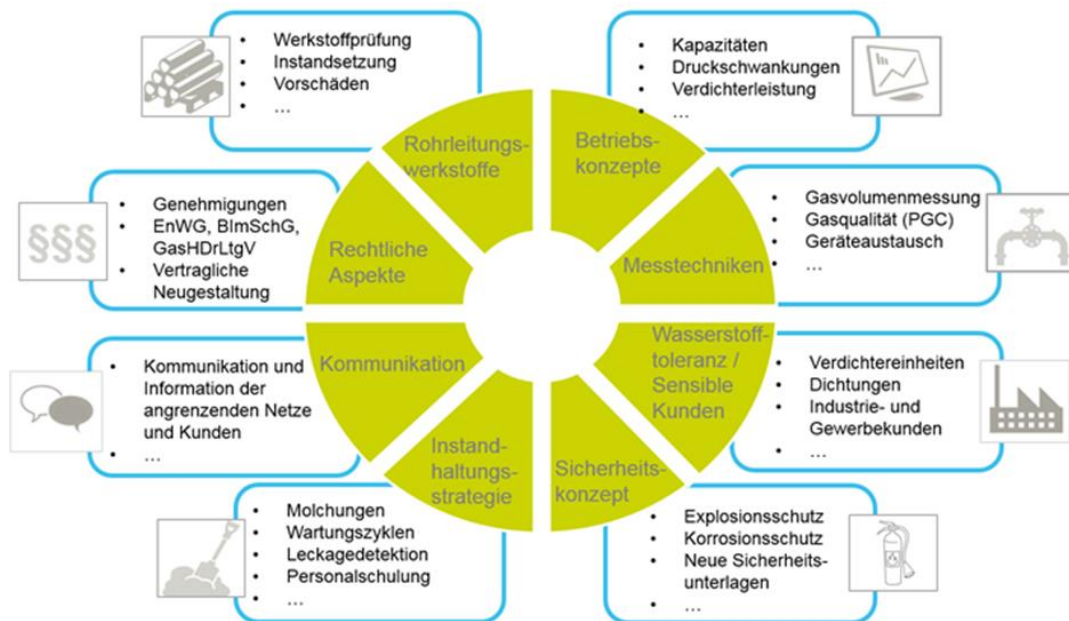 • Werkstoffprüfung
• Instandsetzung
• Vorschäden
• ...
Rohrleitungs-
werkstoffe
• Kapazitäten
• Druckschwankungen
• Verdichterleistung
• ...
Betriebs-
konzepte
§§§
• Genehmigungen
• EnWG, BImSchG,
GasHDrLtgV
• Vertragliche
Neugestaltung
Rechtliche
Aspekte
• Gasvolumenmessung
• Gasqualität (PGC)
• Geräteaustausch
• ...
Messtechniken
• Kommunikation und
Information der
angrenzenden Netze
und Kunden
• ...
Kommunikation
• Verdichtereinheiten
• Dichtungen
• Industrie- und
Gewerbekunden
• ...
Wasserstoff-
toleranz /
Sensible
Kunden
• Molchungen
• Wartungszyklen
• Leckagedetektion
• Personalschulung
• ...
Instand-
haltungs-
strategie
• Explosionsschutz
• Korrosionsschutz
• Neue Sicherheits-
unterlagen
• ...
Sicherheits-
konzept